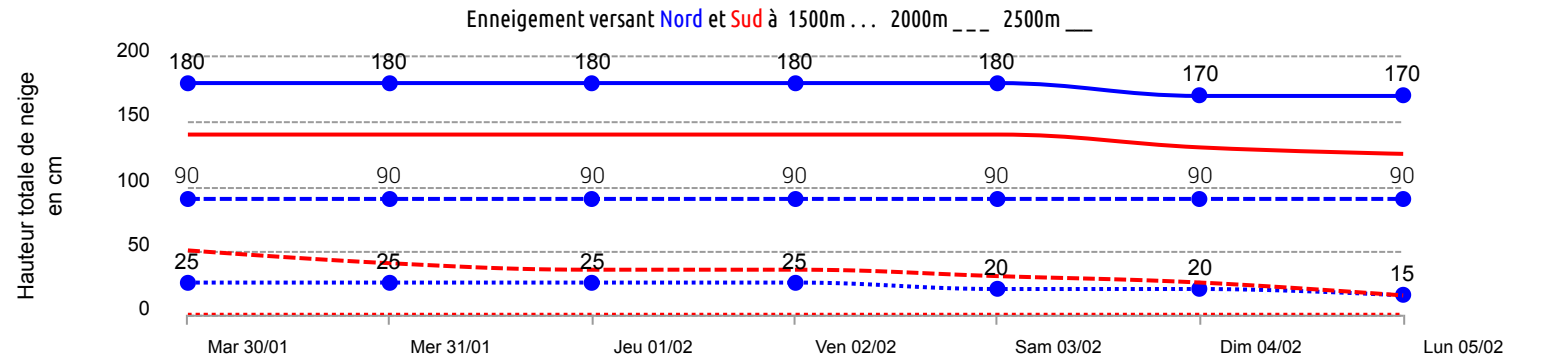 Enneigement versant Nord et Sud à 1500m . . . 2000m _ _ _ 2500m __
Hauteur totale de neige
en cm
200
150
100
50
0
180 180 180 180 180 170 170
90 90 90 90 90 90 90
25 25 25 25 20 20 15
Mar 30/01 Mer 31/01 Jeu 01/02 Ven 02/02 Sam 03/02 Dim 04/02 Lun 05/02